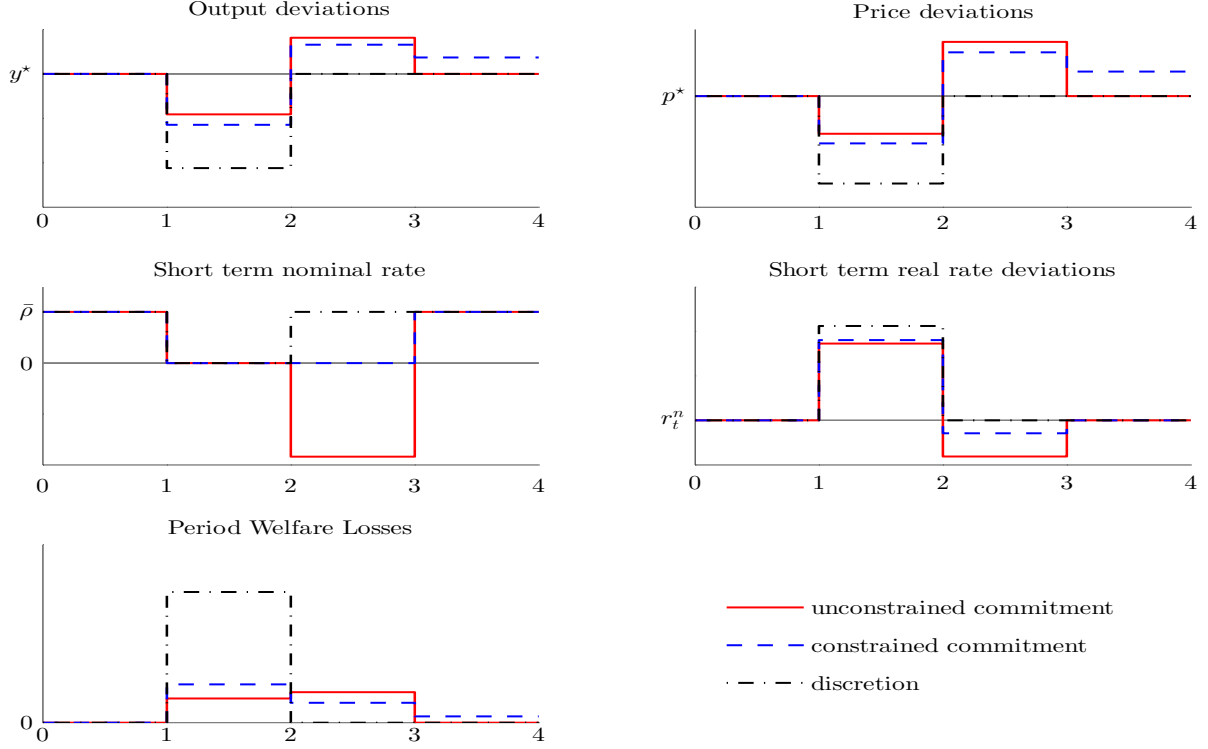 Output deviations
y⋆
0 1 2 3 4
Price deviations
p⋆
0 1 2 3 4
Short term nominal rate
ρ̄
0
0 1 2 3 4
Short term real rate deviations
rₜⁿ
0 1 2 3 4
Period Welfare Losses
0
0 1 2 3 4
unconstrained commitment
constrained commitment
discretion